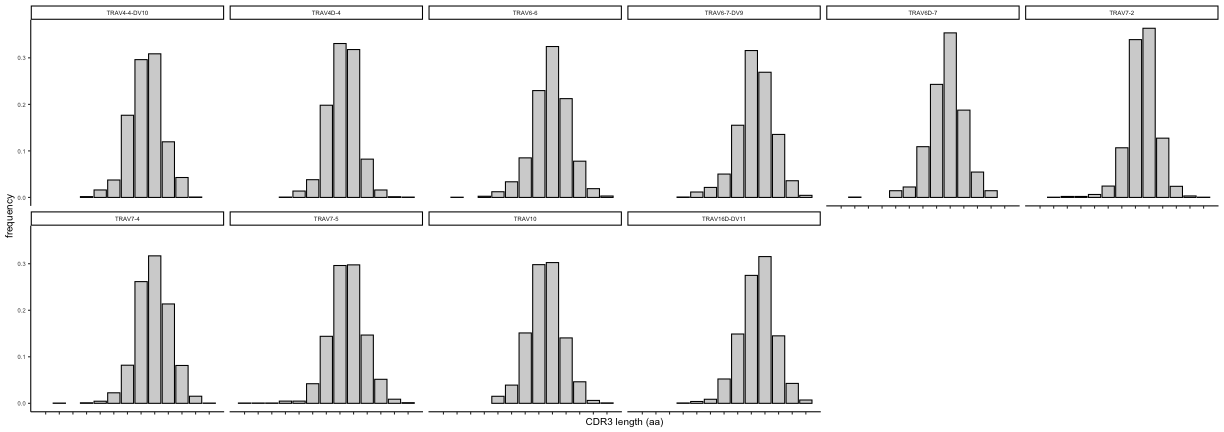 TRAV4-4-DV10 TRAV4D-4 TRAV6-6 TRAV6-7-DV9 TRAV6D-7 TRAV7-2
0.3
0.2
0.1
0.0
frequency
TRAV7-4 TRAV7-5 TRAV10 TRAV16D-DV11
0.3
0.2
0.1
0.0
CDR3 length (aa)